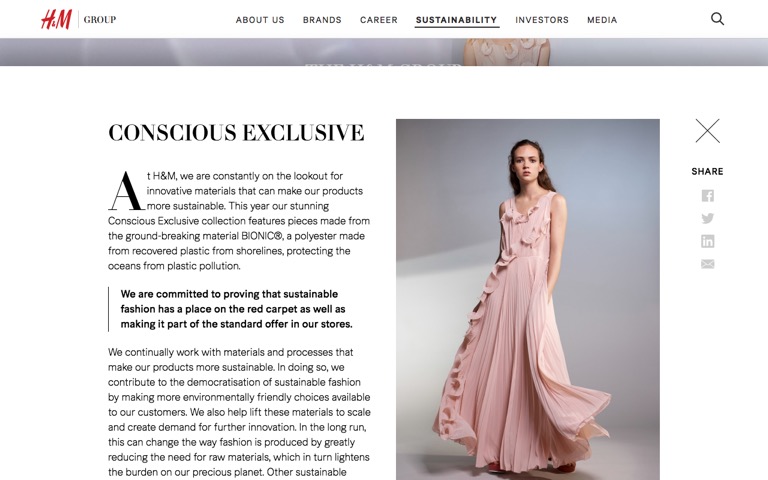 H&M GROUP
ABOUT US BRANDS CAREER SUSTAINABILITY INVESTORS MEDIA
CONSCIOUS EXCLUSIVE
At H&M, we are constantly on the lookout for
innovative materials that can make our products
more sustainable. This year our stunning
Conscious Exclusive collection features pieces made from
the ground-breaking material BIONIC®, a polyester made
from recovered plastic from shorelines, protecting the
oceans from plastic pollution.
We are committed to proving that sustainable
fashion has a place on the red carpet as well as
making it part of the standard offer in our stores.
We continually work with materials and processes that
make our products more sustainable. In doing so, we
contribute to the democratisation of sustainable fashion
by making more environmentally friendly choices available
to our customers. We also help lift these materials to scale
and create demand for further innovation. In the long run,
this can change the way fashion is produced by greatly
reducing the need for raw materials, which in turn lightens
the burden on our precious planet. Other sustainable
SHARE